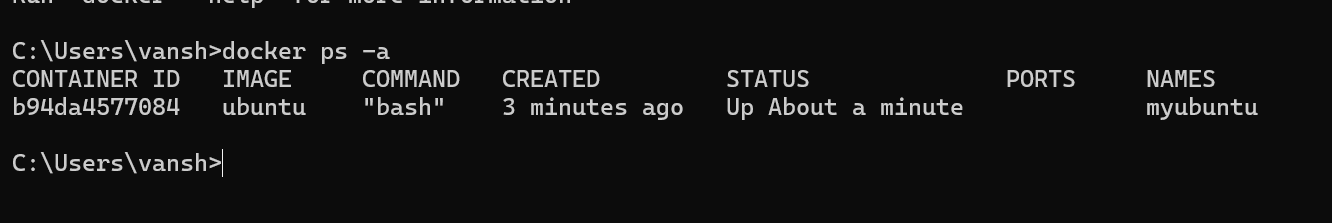 C:\Users\vansh>docker ps -a
CONTAINER ID   IMAGE     COMMAND   CREATED         STATUS              PORTS     NAMES
b94da4577084   ubuntu    "bash"    3 minutes ago   Up About a minute             myubuntu
C:\Users\vansh>